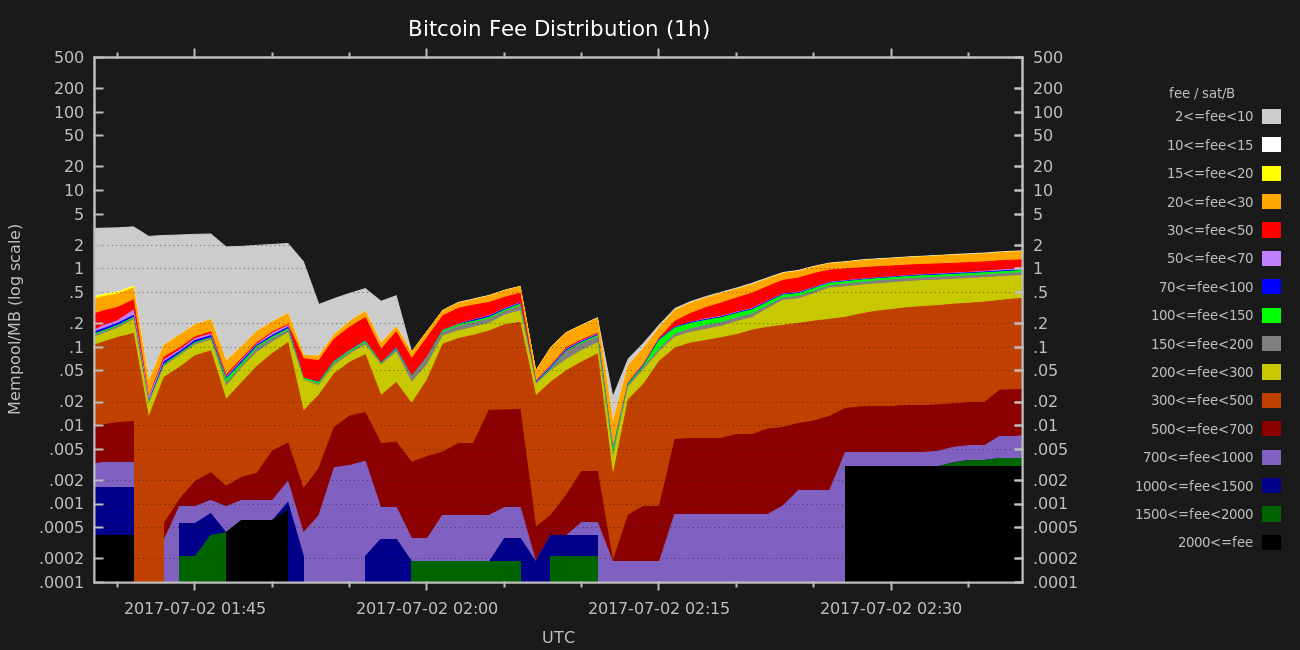 Bitcoin Fee Distribution (1h)
500
200
100
50
20
10
5
2
1
.5
.2
.1
.05
.02
.01
.005
.002
.001
.0005
.0002
.0001
Mempool/MB (log scale)
500
200
100
50
20
10
5
2
1
.5
.2
.1
.05
.02
.01
.005
.002
.001
.0005
.0002
.0001
2017-07-02 01:45
2017-07-02 02:00
2017-07-02 02:15
2017-07-02 02:30
UTC
fee / sat/B
2<=fee<10
10<=fee<15
15<=fee<20
20<=fee<30
30<=fee<50
50<=fee<70
70<=fee<100
100<=fee<150
150<=fee<200
200<=fee<300
300<=fee<500
500<=fee<700
700<=fee<1000
1000<=fee<1500
1500<=fee<2000
2000<=fee